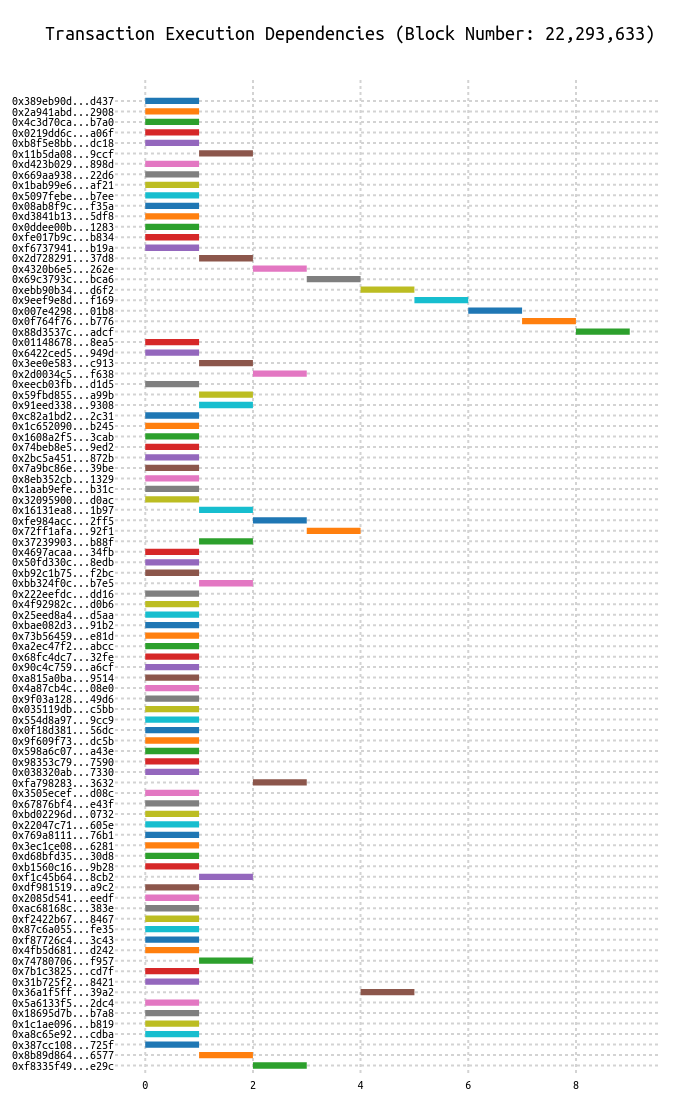 Transaction Execution Dependencies (Block Number: 22,293,633)
0x389eb90d...d437
0x2a941abd...2908
0x4c3d70ca...b7a0
0x0219dd6c...a06f
0xb8f5e8bb...dc18
0x11b5da08...9ccf
0xd423b029...898d
0x669aa938...22d6
0x1bab99e6...af21
0x5097febe...b7ee
0x08ab8f9c...f35a
0xd3841b13...5df8
0x0ddee00b...1283
0xfe017b9c...b834
0xf6737941...b19a
0x2d728291...37d8
0x4320b6e5...262e
0x69c3793c...bca6
0xebb90b34...d6f2
0x9eef9e8d...f169
0x007e4298...01b8
0x0f764f76...b776
0x88d3537c...adcf
0x01148678...8ea5
0x6422ced5...949d
0x3ee0e583...c913
0x2d0034c5...f638
0xeecb03fb...d1d5
0x59fbd855...a99b
0x91eed338...9308
0xc82a1bd2...2c31
0x1c652090...b245
0x1608a2f5...3cab
0x74beb8e5...9ed2
0x2bc5a451...872b
0x7a9bc86e...39be
0x8eb352cb...1329
0x1aab9efe...b31c
0x32095900...d0ac
0x16131ea8...1b97
0xfe984acc...2ff5
0x72ff1afa...92f1
0x37239903...b88f
0x4697acaa...34fb
0x50fd330c...8edb
0xb92c1b75...f2bc
0xbb324f0c...b7e5
0x222eefdc...dd16
0x4f92982c...d0b6
0x25eed8a4...d5aa
0xbae082d3...91b2
0x73b56459...e81d
0xa2ec47f2...abcc
0x68fc4dc7...32fe
0x90c4c759...a6cf
0xa815a0ba...9514
0x4a87cb4c...08e0
0x9f03a128...49d6
0x035119db...c5bb
0x554d8a97...9cc9
0x0f18d381...56dc
0x9f609f73...dc5b
0x598a6c07...a43e
0x98353c79...7590
0x038320ab...7330
0xfa798283...3632
0x3505ecef...d08c
0x67876bf4...e43f
0xbd02296d...0732
0x22047c71...605e
0x769a8111...76b1
0x3ec1ce08...6281
0xd68bfd35...30d8
0xb1560c16...9b28
0xf1c45b64...8cb2
0xdf981519...a9c2
0x2085d541...eedf
0xac68168c...383e
0xf2422b67...8467
0x87c6a055...fe35
0xf87726c4...3c43
0x4fb5d681...d242
0x74780706...f957
0x7b1c3825...cd7f
0x31b725f2...8421
0x36a1f5ff...39a2
0x5a6133f5...2dc4
0x18695d7b...b7a8
0x1c1ae096...b819
0xa8c65e92...cdba
0x387cc108...725f
0x8b89d864...6577
0xf8335f49...e29c
0 2 4 6 8